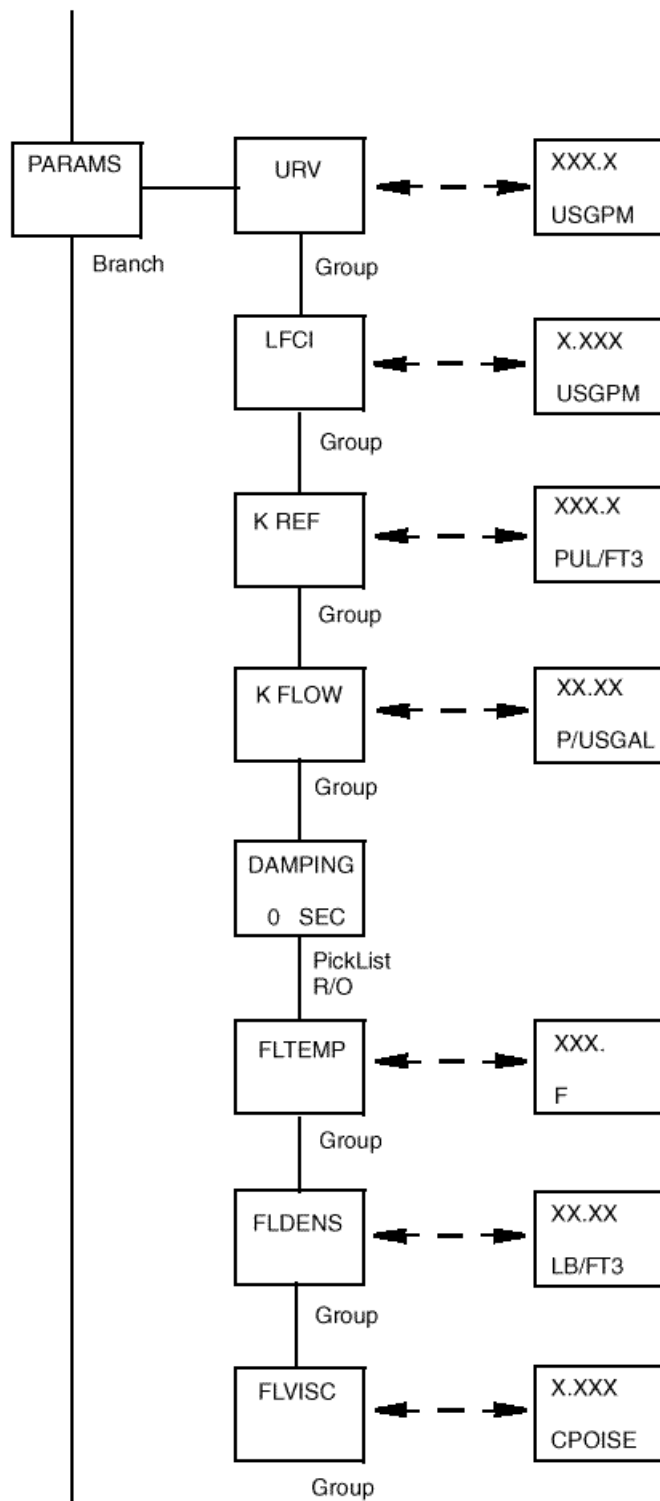 PARAMS
URV
XXX.X
USGPM
Branch
Group
LFCI
X.XXX
USGPM
Group
K REF
XXX.X
PUL/FT3
Group
K FLOW
XX.XX
P/USGAL
Group
DAMPING
0 SEC
PickList
R/O
FLTEMP
XXX.
F
Group
FLDENS
XX.XX
LB/FT3
Group
FLVISC
X.XXX
CPOISE
Group